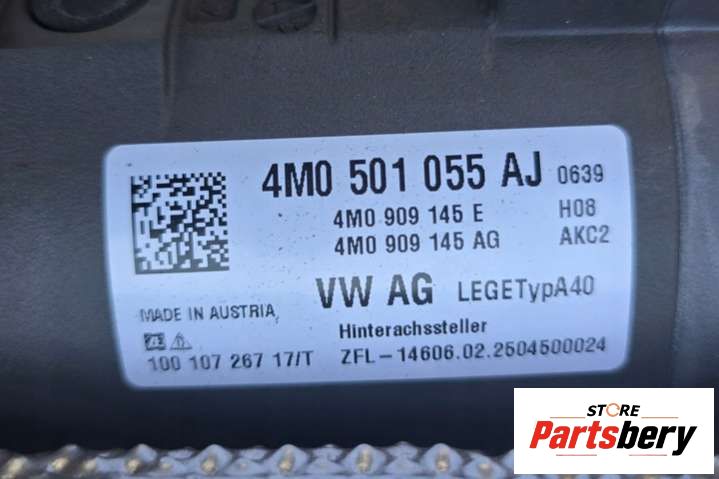 4M0 501 055 AJ 0639
4M0 909 145 E H08
4M0 909 145 AG AKC2
VW AG LEGETypA40
MADE IN AUSTRIA
Hinterachssteller
100 107 267 17/T ZFL-14606.02.2504500024
STORE
Partsbery